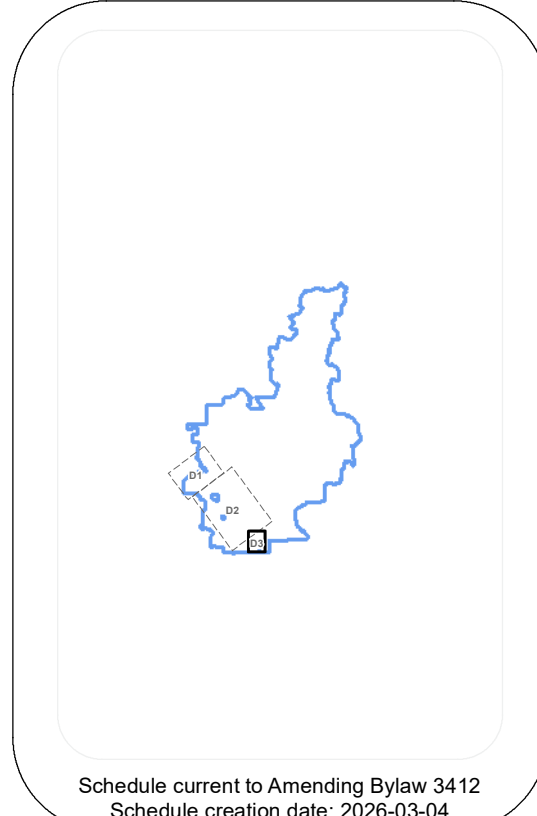 D1
D2
D3
Schedule current to Amending Bylaw 3412
Schedule creation date: 2026-03-04